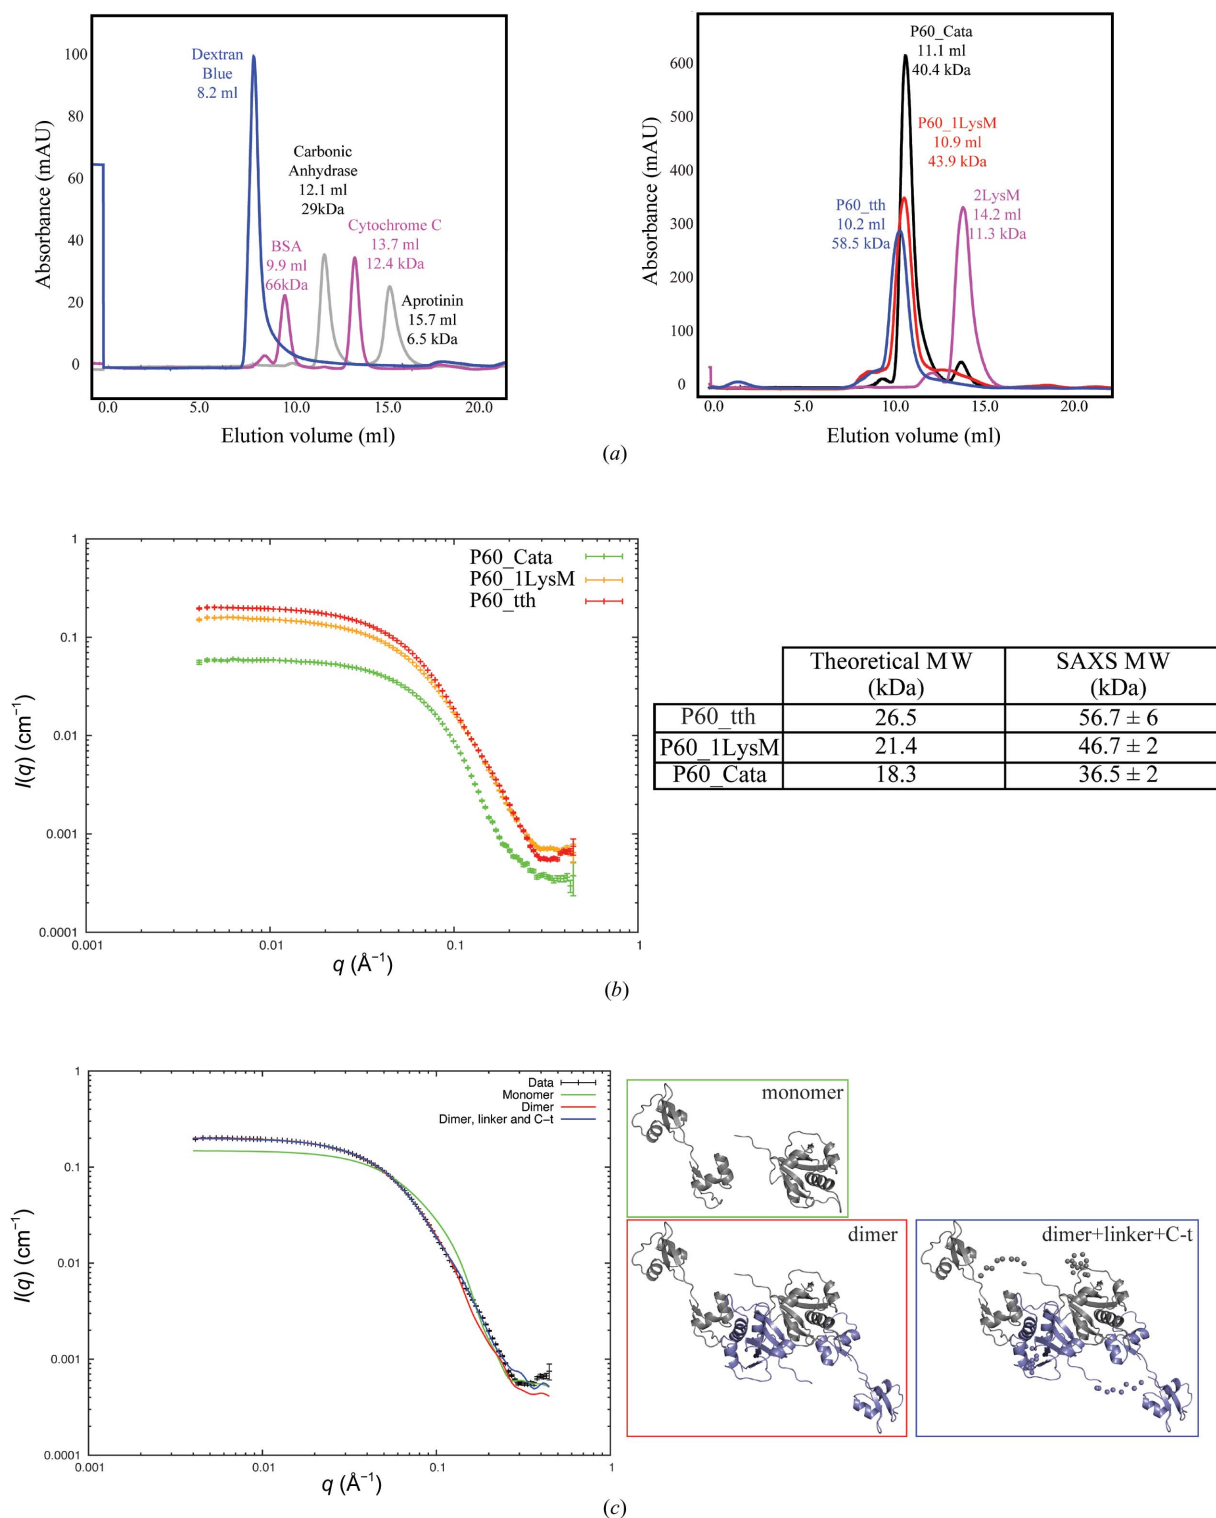 Absorbance (mAU)
100
80
60
40
20
0
Dextran
Blue
8.2 ml
BSA
9.9 ml
66kDa
Carbonic
Anhydrase
12.1 ml
29kDa
Cytochrome C
13.7 ml
12.4 kDa
Aprotinin
15.7 ml
6.5 kDa
0.0 5.0 10.0 15.0 20.0
Elution volume (ml)
Absorbance (mAU)
600
500
400
300
200
100
0
P60_Cata
11.1 ml
40.4 kDa
P60_1LysM
10.9 ml
43.9 kDa
P60_tth
10.2 ml
58.5 kDa
2LysM
14.2 ml
11.3 kDa
0.0 5.0 10.0 15.0 20.0
Elution volume (ml)
(a)
I(q) (cm⁻¹)
1
0.1
0.01
0.001
0.0001
P60_Cata
P60_1LysM
P60_tth
0.001 0.01 0.1 1
q (Å⁻¹)
Theoretical MW (kDa) SAXS MW (kDa)
P60_tth 26.5 56.7 ± 6
P60_1LysM 21.4 46.7 ± 2
P60_Cata 18.3 36.5 ± 2
(b)
I(q) (cm⁻¹)
1
0.1
0.01
0.001
0.0001
Data
Monomer
Dimer
Dimer, linker and C–t
0.001 0.01 0.1 1
q (Å⁻¹)
monomer
dimer
dimer+linker+C-t
(c)